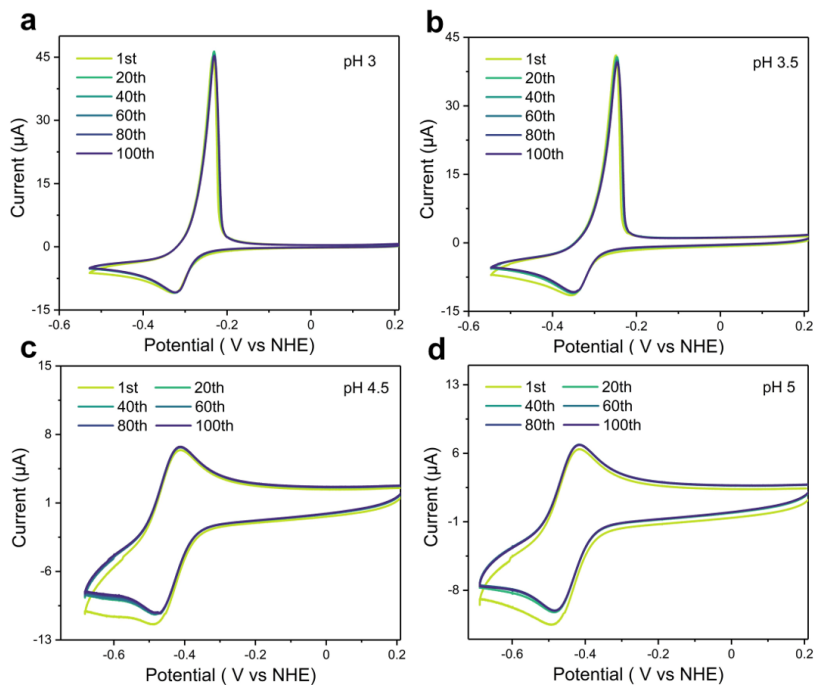 a
pH 3
1st
20th
40th
60th
80th
100th
45
30
15
0
-15
-0.6
-0.4
-0.2
0
0.2
Current (µA)
Potential ( V vs NHE)
b
pH 3.5
1st
20th
40th
60th
80th
100th
45
30
15
0
-15
-0.6
-0.4
-0.2
0
0.2
Current (µA)
Potential ( V vs NHE)
c
pH 4.5
1st 20th
40th 60th
80th 100th
15
8
1
-6
-13
-0.6
-0.4
-0.2
0
0.2
Current (µA)
Potential ( V vs NHE)
d
pH 5
1st 20th
40th 60th
80th 100th
13
6
-1
-8
-0.6
-0.4
-0.2
0
0.2
Current (µA)
Potential ( V vs NHE)